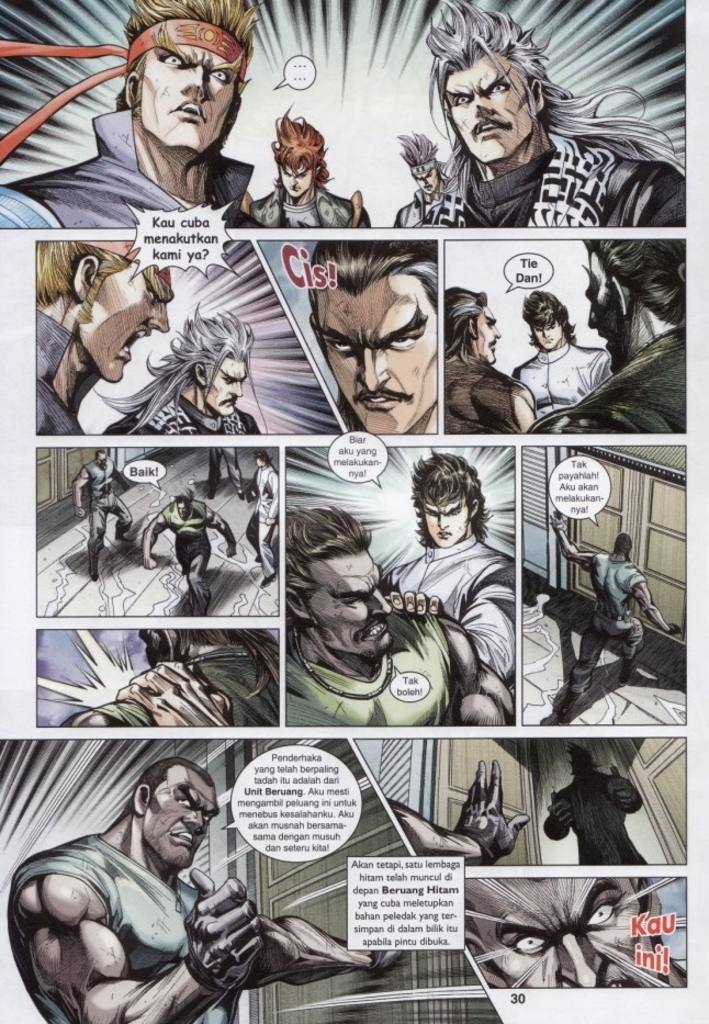 ...
...
Kau cuba
menakutkan
kami ya?
Cis!
Tie
Dan!
Baik!
Biar
aku yang
melakukan-
nya!
Tak
boleh!
Tak
payahlah!
Aku akan
melakukan-
nya!
Penderhaka
yang telah berpaling
tadah itu adalah dari
Unit Beruang. Aku mesti
mengambil peluang ini untuk
menebus kesalahanku. Aku
akan musnah bersama-
sama dengan musuh
dan seteru kita!
Akan tetapi, satu lembaga
hitam telah muncul di
depan Beruang Hitam
yang cuba meletupkan
bahan peledak yang ter-
simpan di dalam bilik itu
apabila pintu dibuka.
Kau
ini!
30